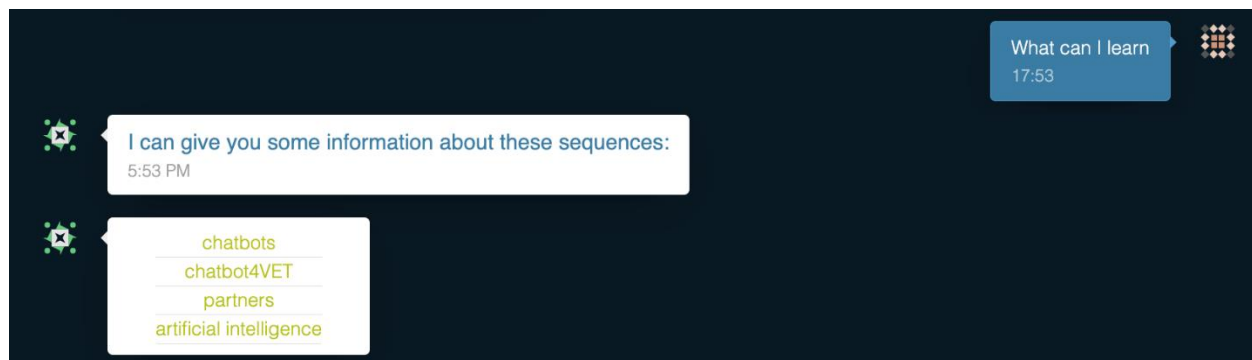 What can I learn
17:53
I can give you some information about these sequences:
5:53 PM
chatbots
chatbot4VET
partners
artificial intelligence